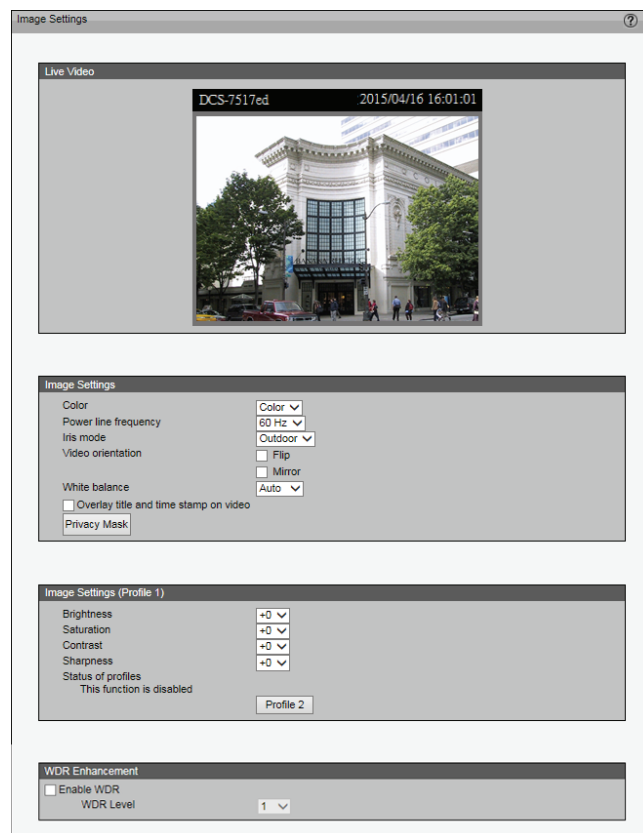 Image Settings
?
Live Video
DCS-7517ed 2015/04/16 16:01:01
Image Settings
Color Color
Power line frequency 60 Hz
Iris mode Outdoor
Video orientation Flip
Mirror
White balance Auto
Overlay title and time stamp on video
Privacy Mask
Image Settings (Profile 1)
Brightness +0
Saturation +0
Contrast +0
Sharpness +0
Status of profiles
This function is disabled
Profile 2
WDR Enhancement
Enable WDR
WDR Level 1